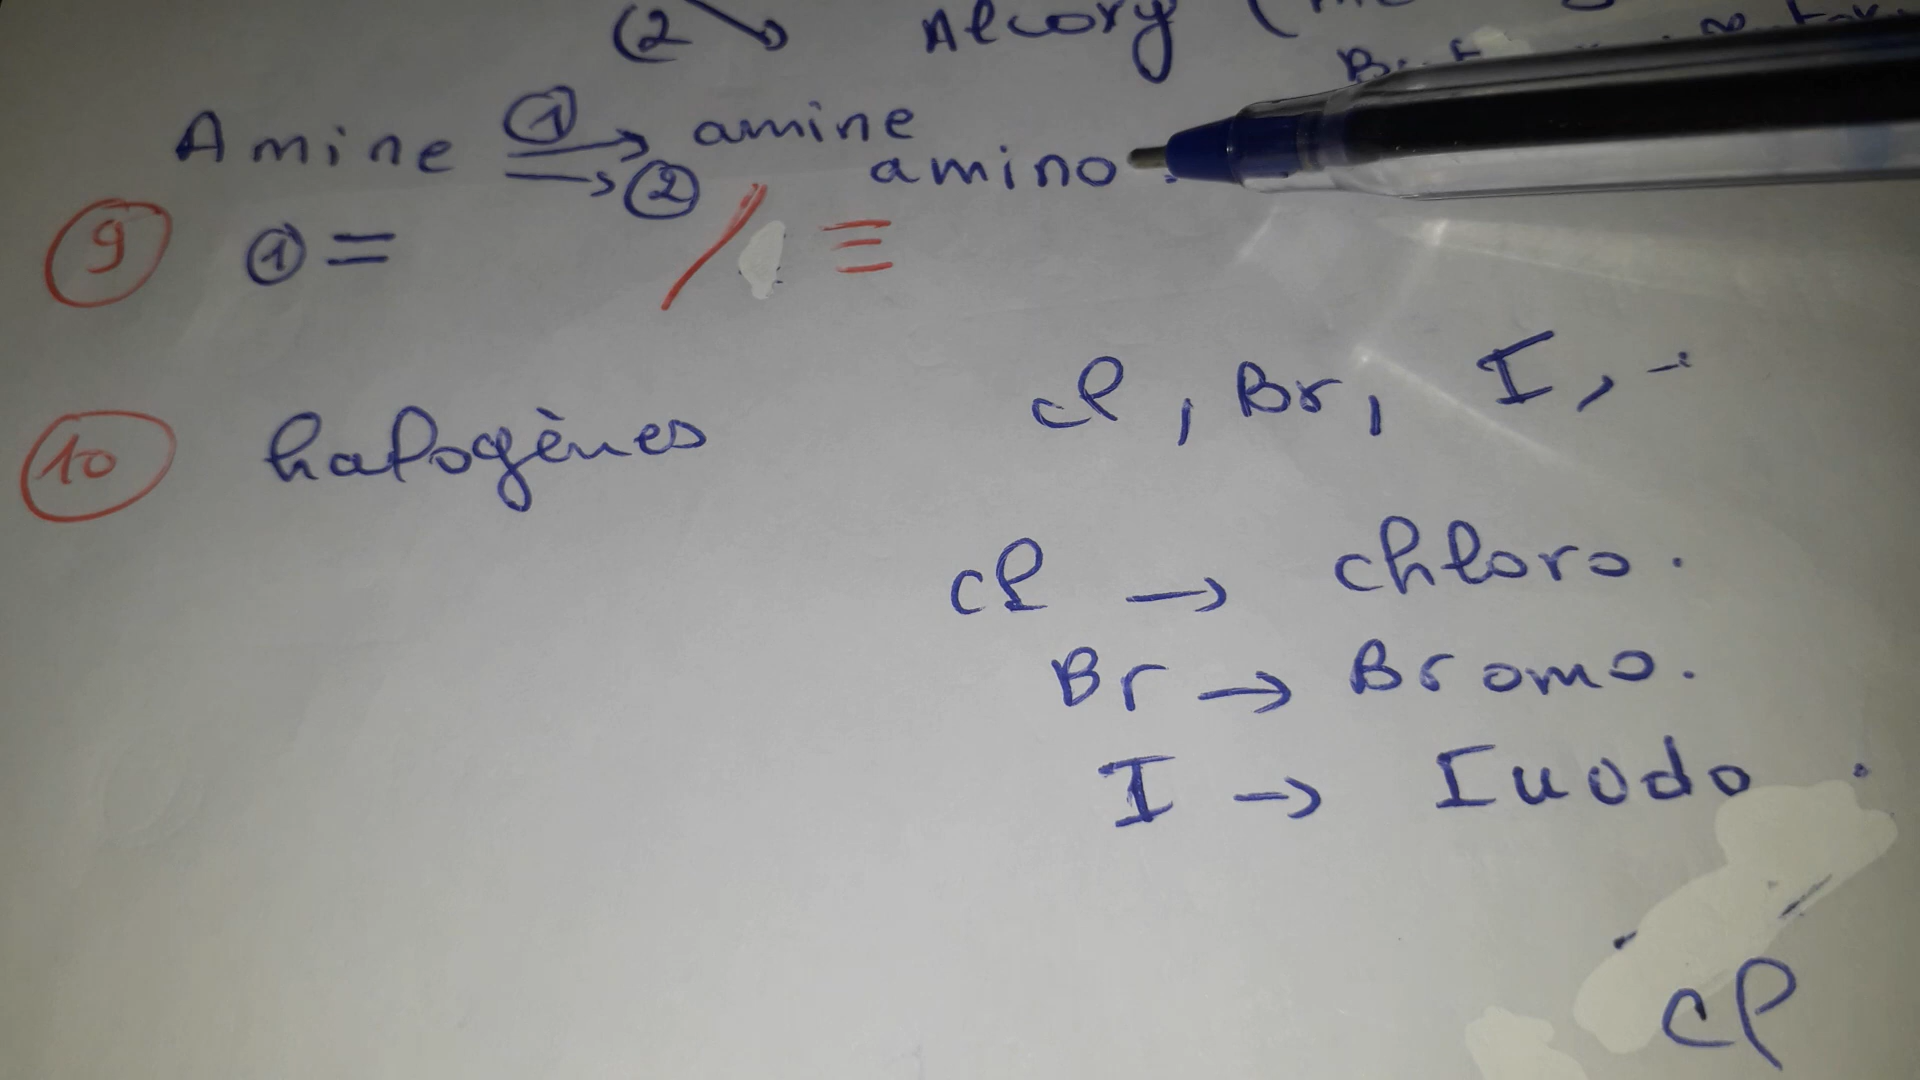 (2 → Alcoxy (
Amine ① → amine
→ ② amino
⑨ ① = / ≡
⑩ halogènes
Cl, Br, I, -
Cl → chloro.
Br → Bromo.
I → Iuodo.
Cl